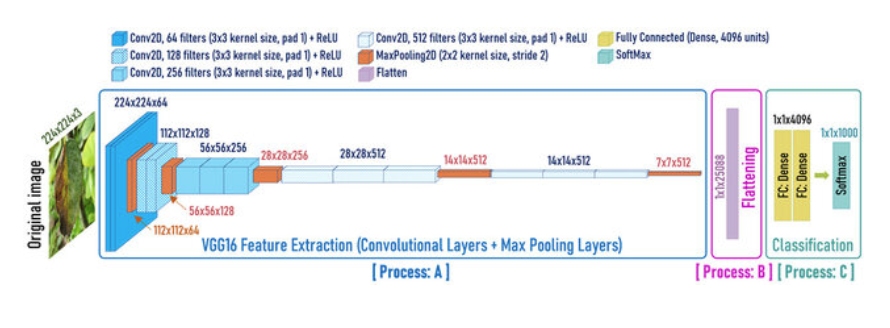 Conv2D, 64 filters (3x3 kernel size, pad 1) + ReLU
Conv2D, 128 filters (3x3 kernel size, pad 1) + ReLU
Conv2D, 256 filters (3x3 kernel size, pad 1) + ReLU
Conv2D, 512 filters (3x3 kernel size, pad 1) + ReLU
MaxPooling2D (2x2 kernel size, stride 2)
Flatten
Fully Connected (Dense, 4096 units)
SoftMax
Original image
224x224x3
224x224x64
112x112x128
56x56x256
28x28x256
28x28x512
14x14x512
14x14x512
7x7x512
56x56x128
112x112x64
VGG16 Feature Extraction (Convolutional Layers + Max Pooling Layers)
[ Process: A ]
1x1x25088
Flattening
[ Process: B ]
1x1x4096
FC: Dense
FC: Dense
1x1x1000
Softmax
Classification
[ Process: C ]